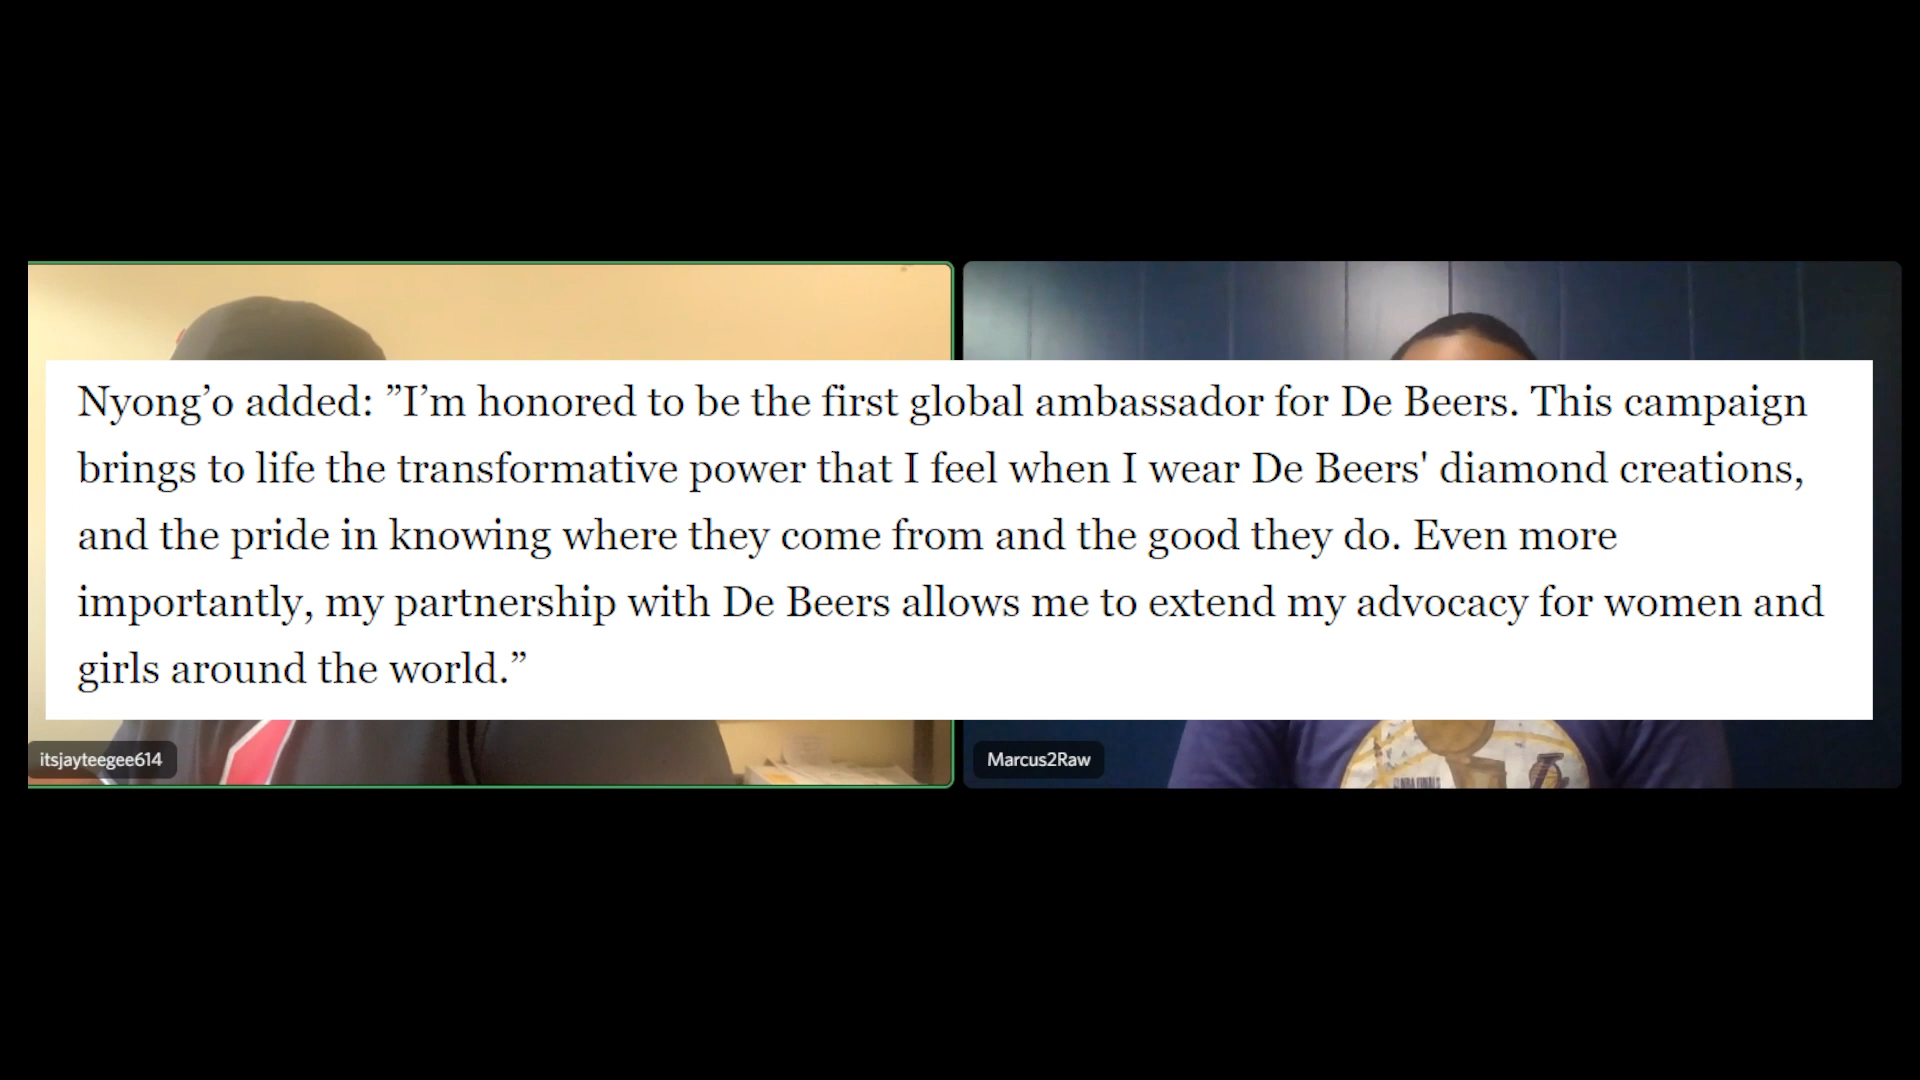 Nyong’o added: ”I’m honored to be the first global ambassador for De Beers. This campaign
brings to life the transformative power that I feel when I wear De Beers' diamond creations,
and the pride in knowing where they come from and the good they do. Even more
importantly, my partnership with De Beers allows me to extend my advocacy for women and
girls around the world.”
itsjayteegee614
Marcus2Raw